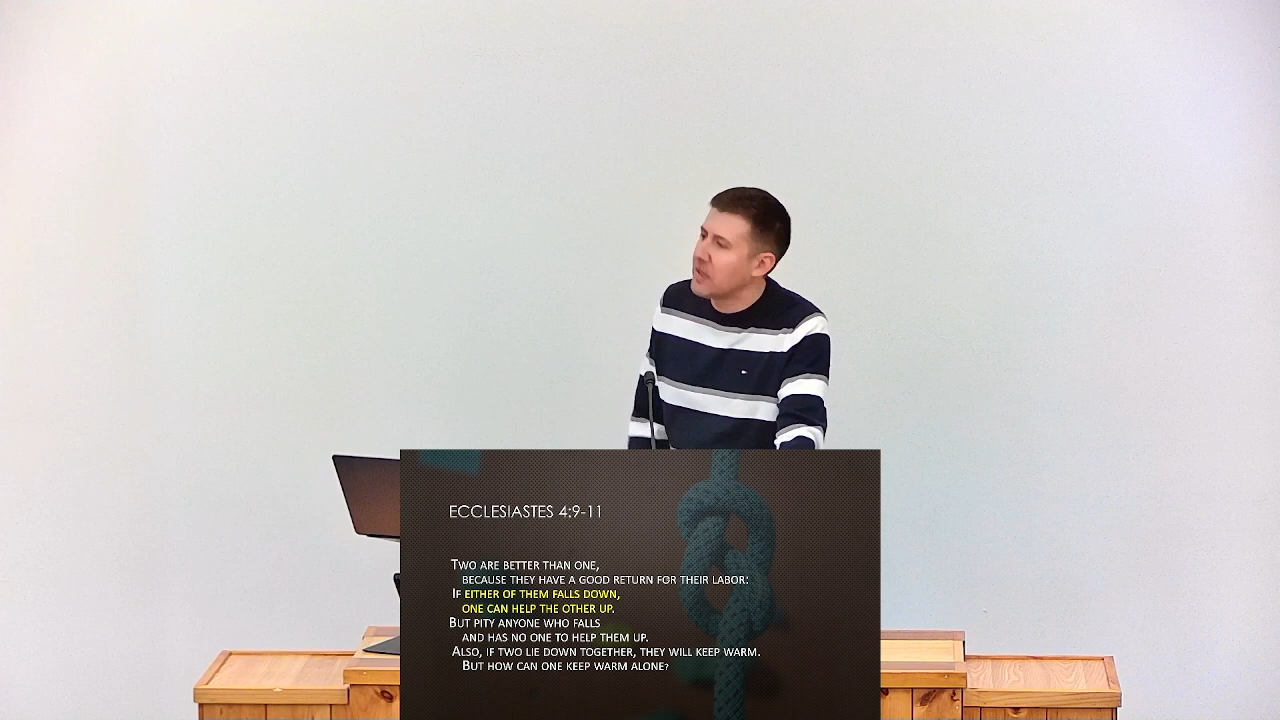 ECCLESIASTES 4:9-11
TWO ARE BETTER THAN ONE,
BECAUSE THEY HAVE A GOOD RETURN FOR THEIR LABOR:
IF EITHER OF THEM FALLS DOWN,
ONE CAN HELP THE OTHER UP.
BUT PITY ANYONE WHO FALLS
AND HAS NO ONE TO HELP THEM UP.
ALSO, IF TWO LIE DOWN TOGETHER, THEY WILL KEEP WARM.
BUT HOW CAN ONE KEEP WARM ALONE?